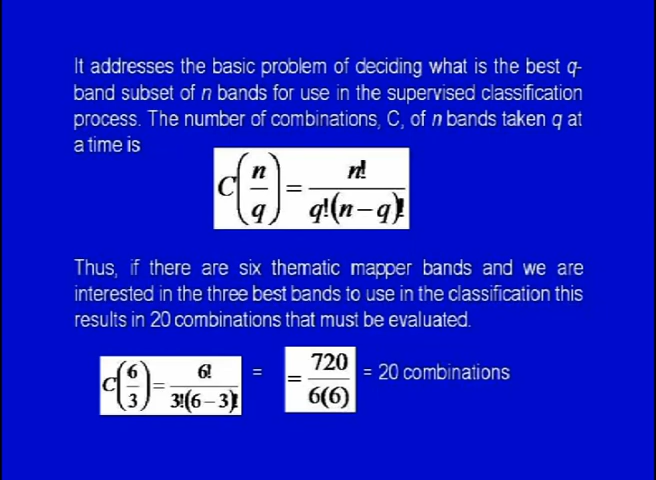 It addresses the basic problem of deciding what is the best q-
band subset of n bands for use in the supervised classification
process. The number of combinations, C, of n bands taken q at
a time is
C(n/q) = n!/q!(n−q)!
Thus, if there are six thematic mapper bands and we are
interested in the three best bands to use in the classification this
results in 20 combinations that must be evaluated.
C(6/3) = 6!/3!(6−3)! = = 720/6(6) = 20 combinations